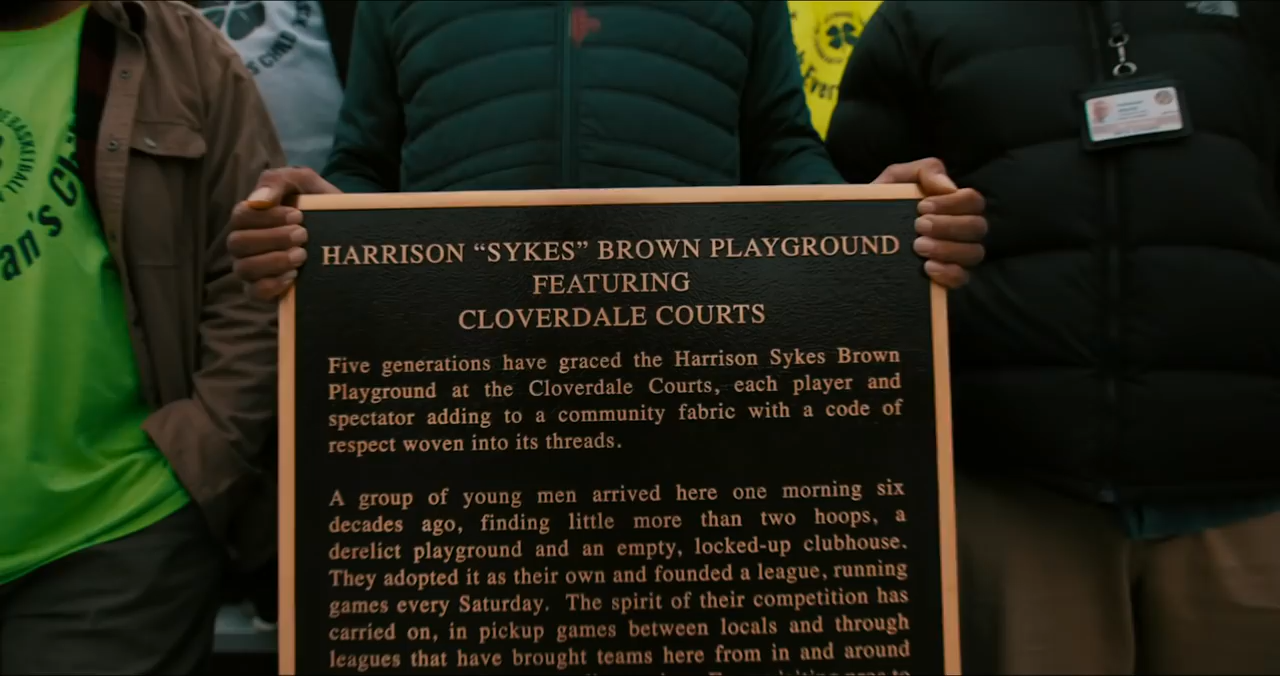 HARRISON “SYKES” BROWN PLAYGROUND
FEATURING
CLOVERDALE COURTS
Five generations have graced the Harrison Sykes Brown
Playground at the Cloverdale Courts, each player and
spectator adding to a community fabric with a code of
respect woven into its threads.
A group of young men arrived here one morning six
decades ago, finding little more than two hoops, a
derelict playground and an empty, locked-up clubhouse.
They adopted it as their own and founded a league, running
games every Saturday. The spirit of their competition has
carried on, in pickup games between locals and through
leagues that have brought teams here from in and around
BASKETBALL
an's